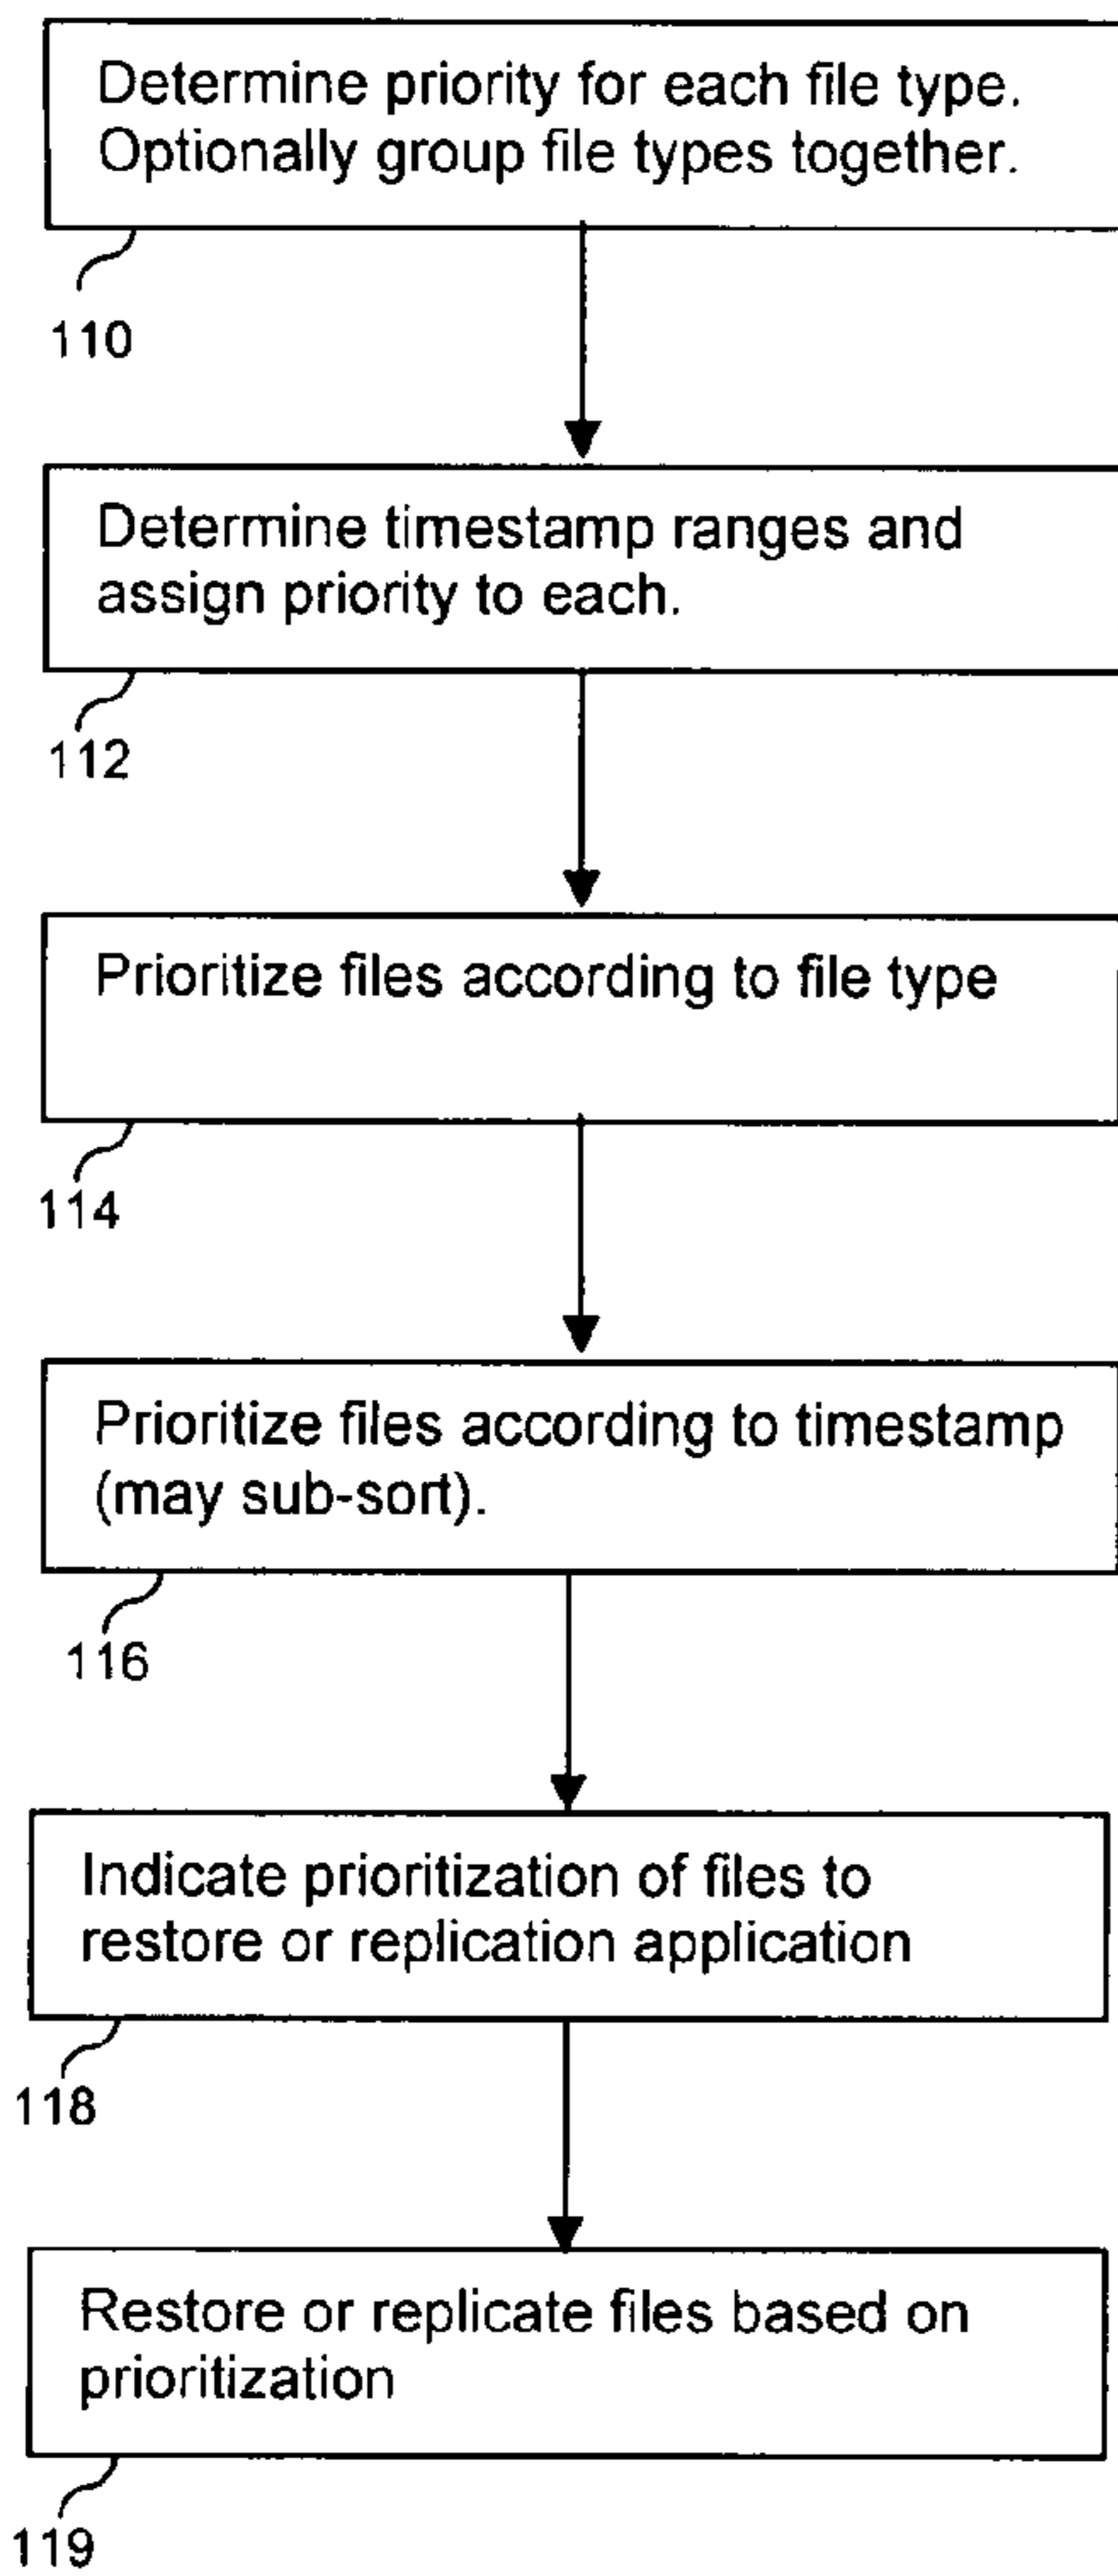 Determine priority for each file type.
Optionally group file types together.
110
Determine timestamp ranges and
assign priority to each.
112
Prioritize files according to file type
114
Prioritize files according to timestamp
(may sub-sort).
116
Indicate prioritization of files to
restore or replication application
118
Restore or replicate files based on
prioritization
119